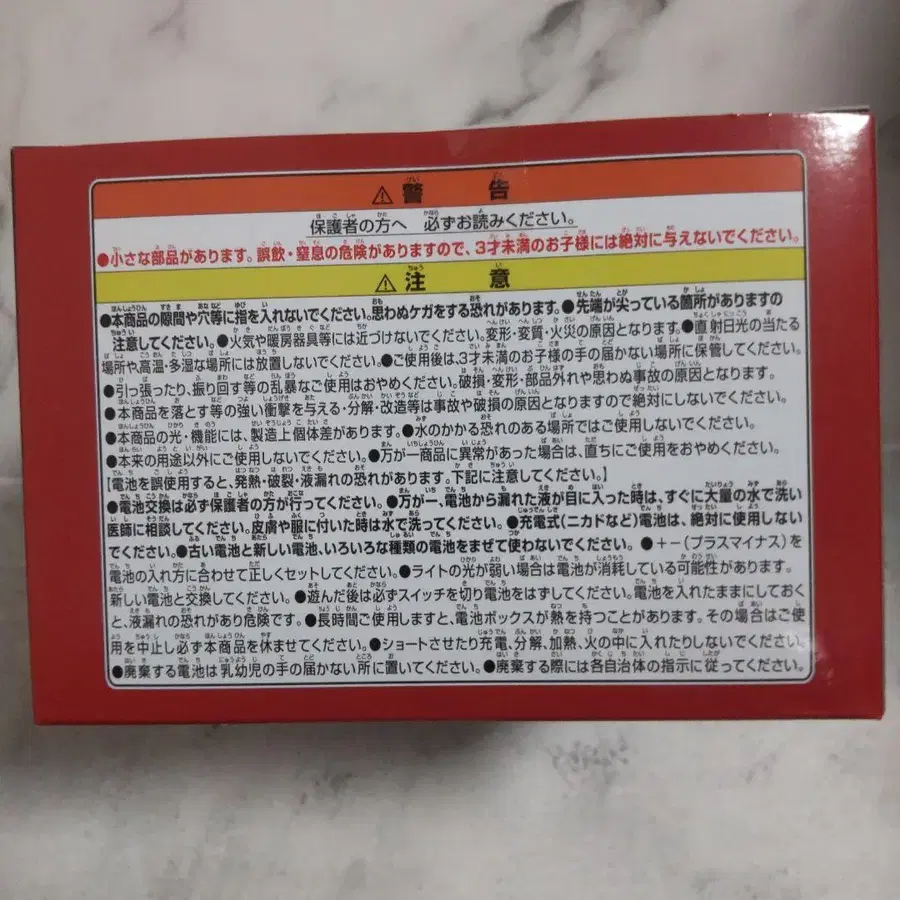 ⚠警 告
保護者の方へ 必ずお読みください。
●小さな部品があります。誤飲・窒息の危険がありますので、3才未満のお子様には絶対に与えないでください。
⚠注 意
●本商品の隙間や穴等に指を入れないでください。思わぬケガをする恐れがあります。●先端が尖っている箇所がありますの
注意してください。●火気や暖房器具等には近づけないでください。変形・変質・火災の原因となります。●直射日光の当たる
場所や、高温・多湿な場所には放置しないでください。●ご使用後は、3才未満のお子様の手の届かない場所に保管してください。
●引っ張ったり、振り回す等の乱暴なご使用はおやめください。破損・変形・部品外れや思わぬ事故の原因となります。
●本商品を落とす等の強い衝撃を与える・分解・改造等は事故や破損の原因となりますので絶対にしないでください。
●本商品の光・機能には、製造上個体差があります。●水のかかる恐れのある場所ではご使用しないでください。
●本来の用途以外にご使用しないでください。●万が一商品に異常があった場合は、直ちにご使用をおやめください。
【電池を誤使用すると、発熱・破裂・液漏れの恐れがあります。下記に注意してください。】
●電池交換は必ず保護者の方が行ってください。●万が一、電池から漏れた液が目に入った時は、すぐに大量の水で洗い
医師に相談してください。皮膚や服に付いた時は水で洗ってください。●充電式(ニカドなど)電池は、絶対に使用しない
でください。●古い電池と新しい電池、いろいろな種類の電池をまぜて使わないでください。●+−(プラスマイナス)を
電池の入れ方に合わせて正しくセットしてください。●ライトの光が弱い場合は電池が消耗している可能性があります。
新しい電池と交換してください。●遊んだ後は必ずスイッチを切り電池をはずしてください。電池を入れたままにしておく
と、液漏れの恐れがあり危険です。●長時間ご使用しますと、電池ボックスが熱を持つことがあります。その場合はご使
用を中止し必ず本商品を休ませてください。●ショートさせたり充電、分解、加熱、火の中に入れたりしないでください。
●廃棄する電池は乳幼児の手の届かない所に置いてください。●廃棄する際には各自治体の指示に従ってください。